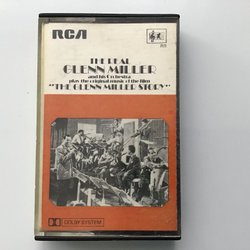 RCA
THE REAL
GLENN MILLER
and his Orchestra
play the original music of the film
"THE GLENN MILLER STORY"
DOLBY SYSTEM